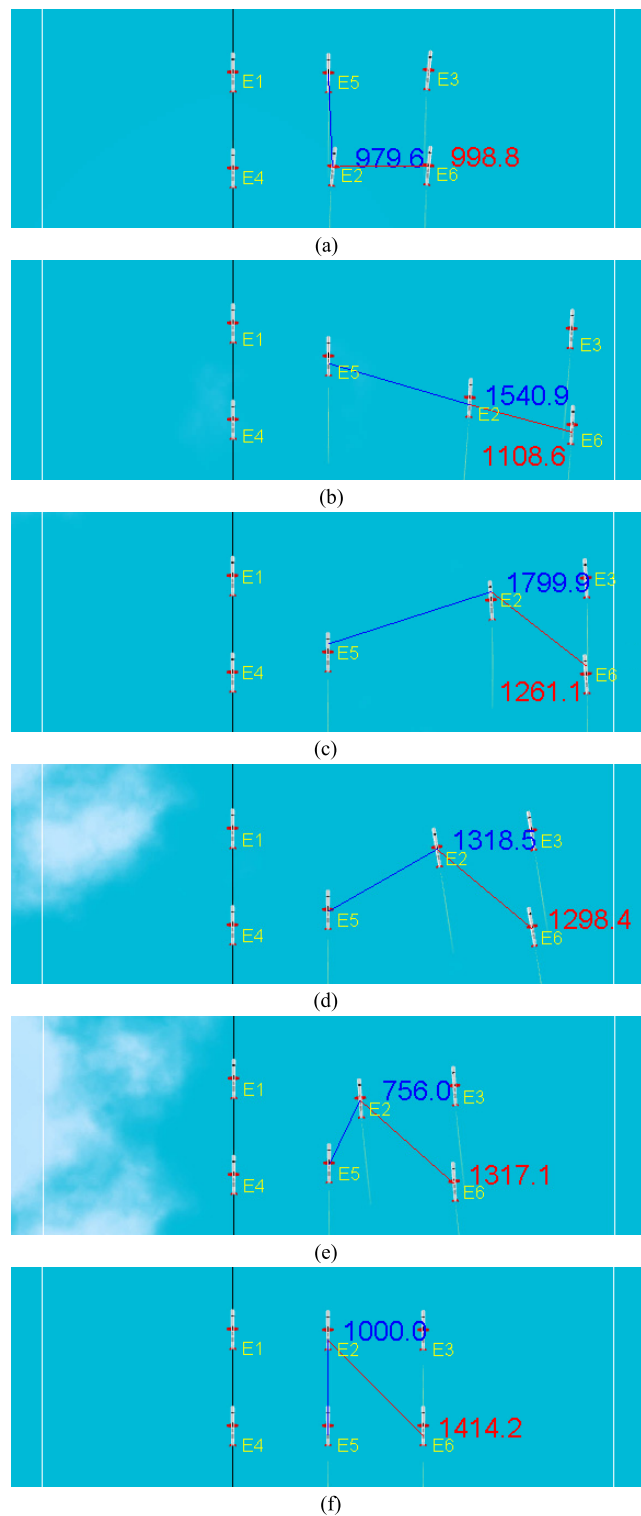 E1 E5 E3
979.6 998.8
E4 E2 E6
(a)
E1 E3
E5
1540.9
E4 E2 E6
1108.6
(b)
1799.9
E1 E3
E2
E5
E4 E6
1261.1
(c)
E1 1318.5 E3
E2
E5 1298.4
E4 E6
(d)
E1 756.0 E3
E2
E5 1317.1
E4 E6
(e)
1000.0
E1 E2 E3
1414.2
E4 E5 E6
(f)